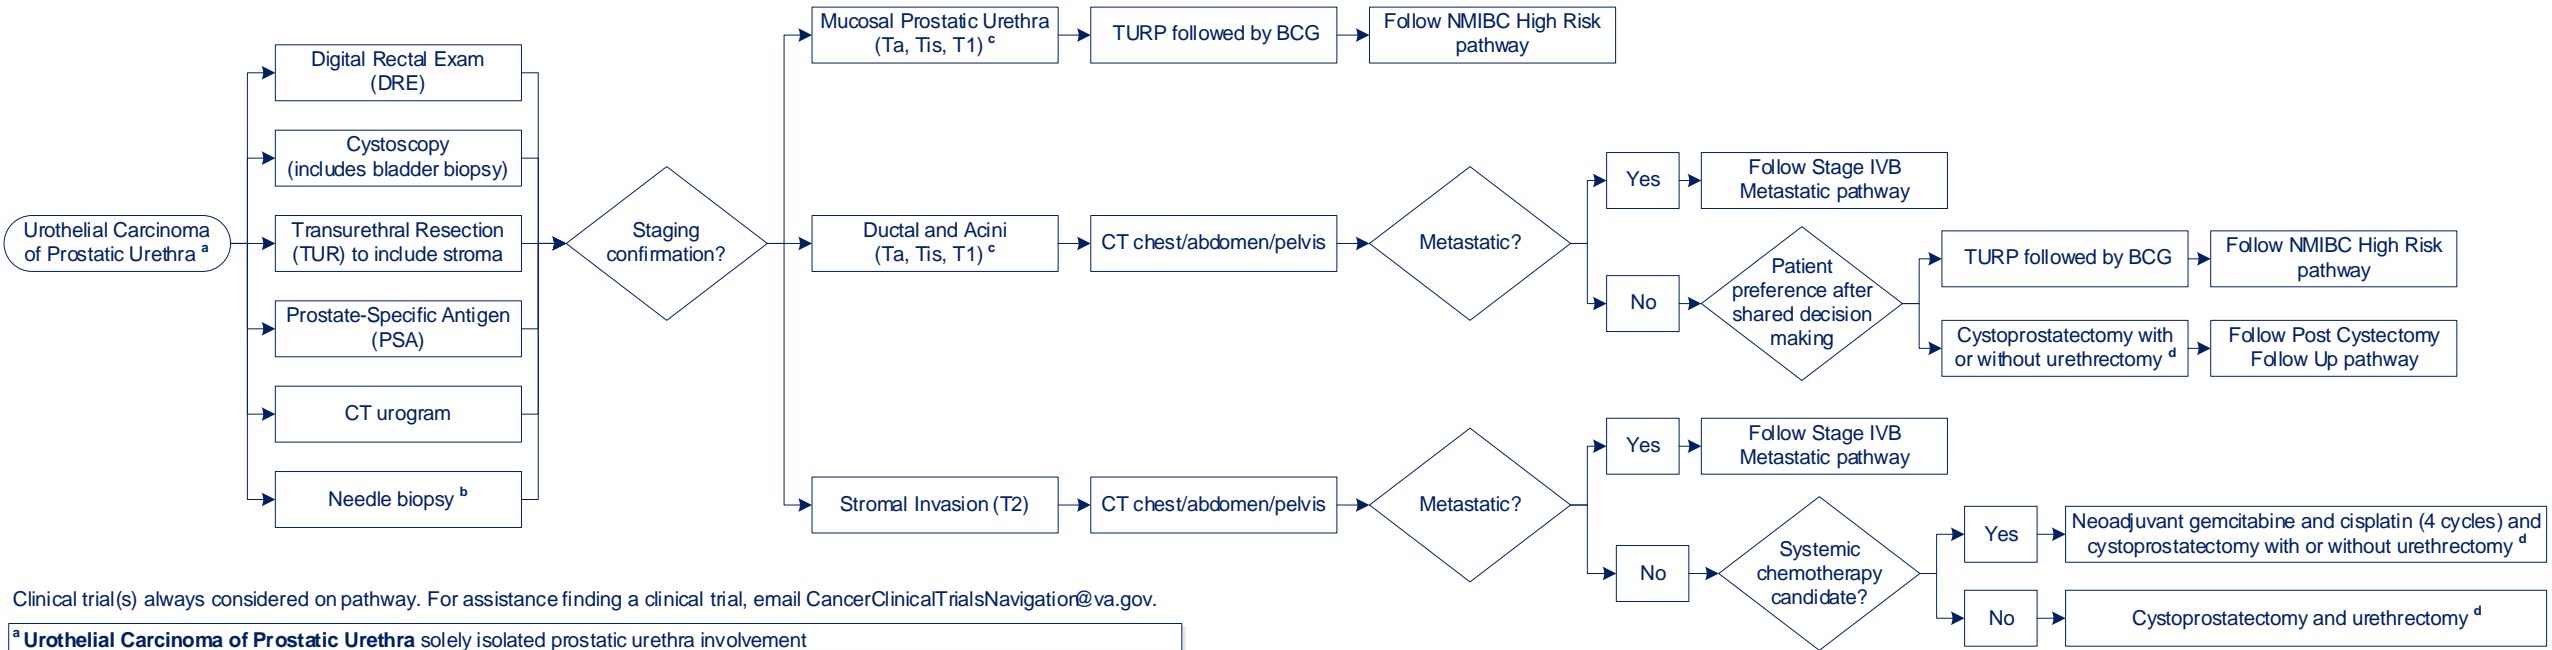 Urothelial Carcinoma
of Prostatic Urethra a
Digital Rectal Exam
(DRE)
Cystoscopy
(includes bladder biopsy)
Transurethral Resection
(TUR) to include stroma
Prostate-Specific Antigen
(PSA)
CT urogram
Needle biopsy b
Staging
confirmation?
Mucosal Prostatic Urethra
(Ta, Tis, T1) c
TURP followed by BCG
Follow NMIBC High Risk
pathway
Ductal and Acini
(Ta, Tis, T1) c
CT chest/abdomen/pelvis
Metastatic?
Yes
Follow Stage IVB
Metastatic pathway
No
Patient
preference after
shared decision
making
TURP followed by BCG
Follow NMIBC High Risk
pathway
Cystoprostatectomy with
or without urethrectomy d
Follow Post Cystectomy
Follow Up pathway
Stromal Invasion (T2)
CT chest/abdomen/pelvis
Metastatic?
Yes
Follow Stage IVB
Metastatic pathway
No
Systemic
chemotherapy
candidate?
Yes
Neoadjuvant gemcitabine and cisplatin (4 cycles) and
cystoprostatectomy with or without urethrectomy d
No
Cystoprostatectomy and urethrectomy d
Clinical trial(s) always considered on pathway. For assistance finding a clinical trial, email CancerClinicalTrialsNavigation@va.gov.
a Urothelial Carcinoma of Prostatic Urethra solely isolated prostatic urethra involvement